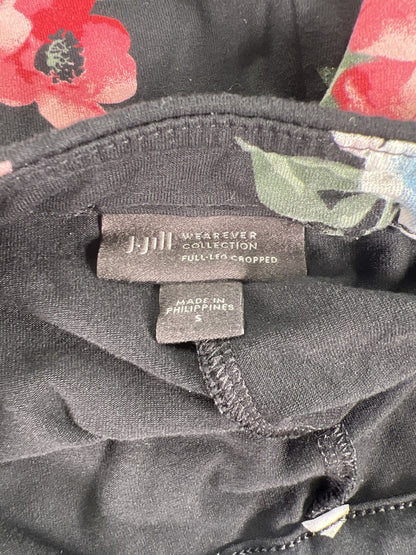 J.Jill WEAREVER
COLLECTION
FULL-LEG CROPPED
MADE IN
PHILIPPINES
S